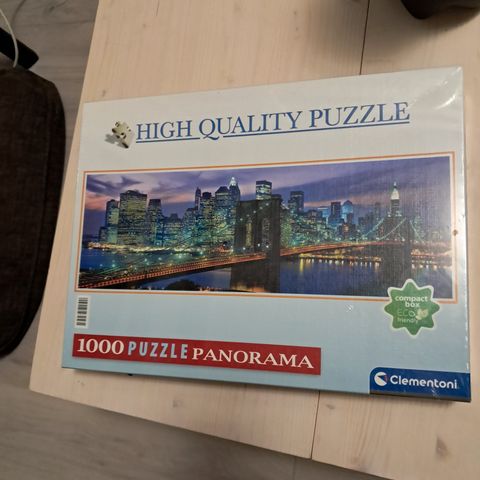 HIGH QUALITY PUZZLE
compact
box
ECO
friendly
1000 PUZZLE PANORAMA
Clementoni